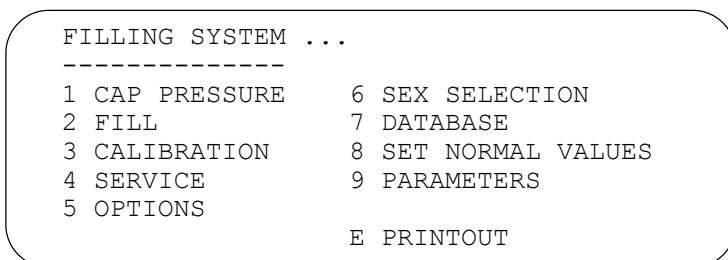 FILLING SYSTEM ...
--------------
1 CAP PRESSURE 6 SEX SELECTION
2 FILL 7 DATABASE
3 CALIBRATION 8 SET NORMAL VALUES
4 SERVICE 9 PARAMETERS
5 OPTIONS
E PRINTOUT